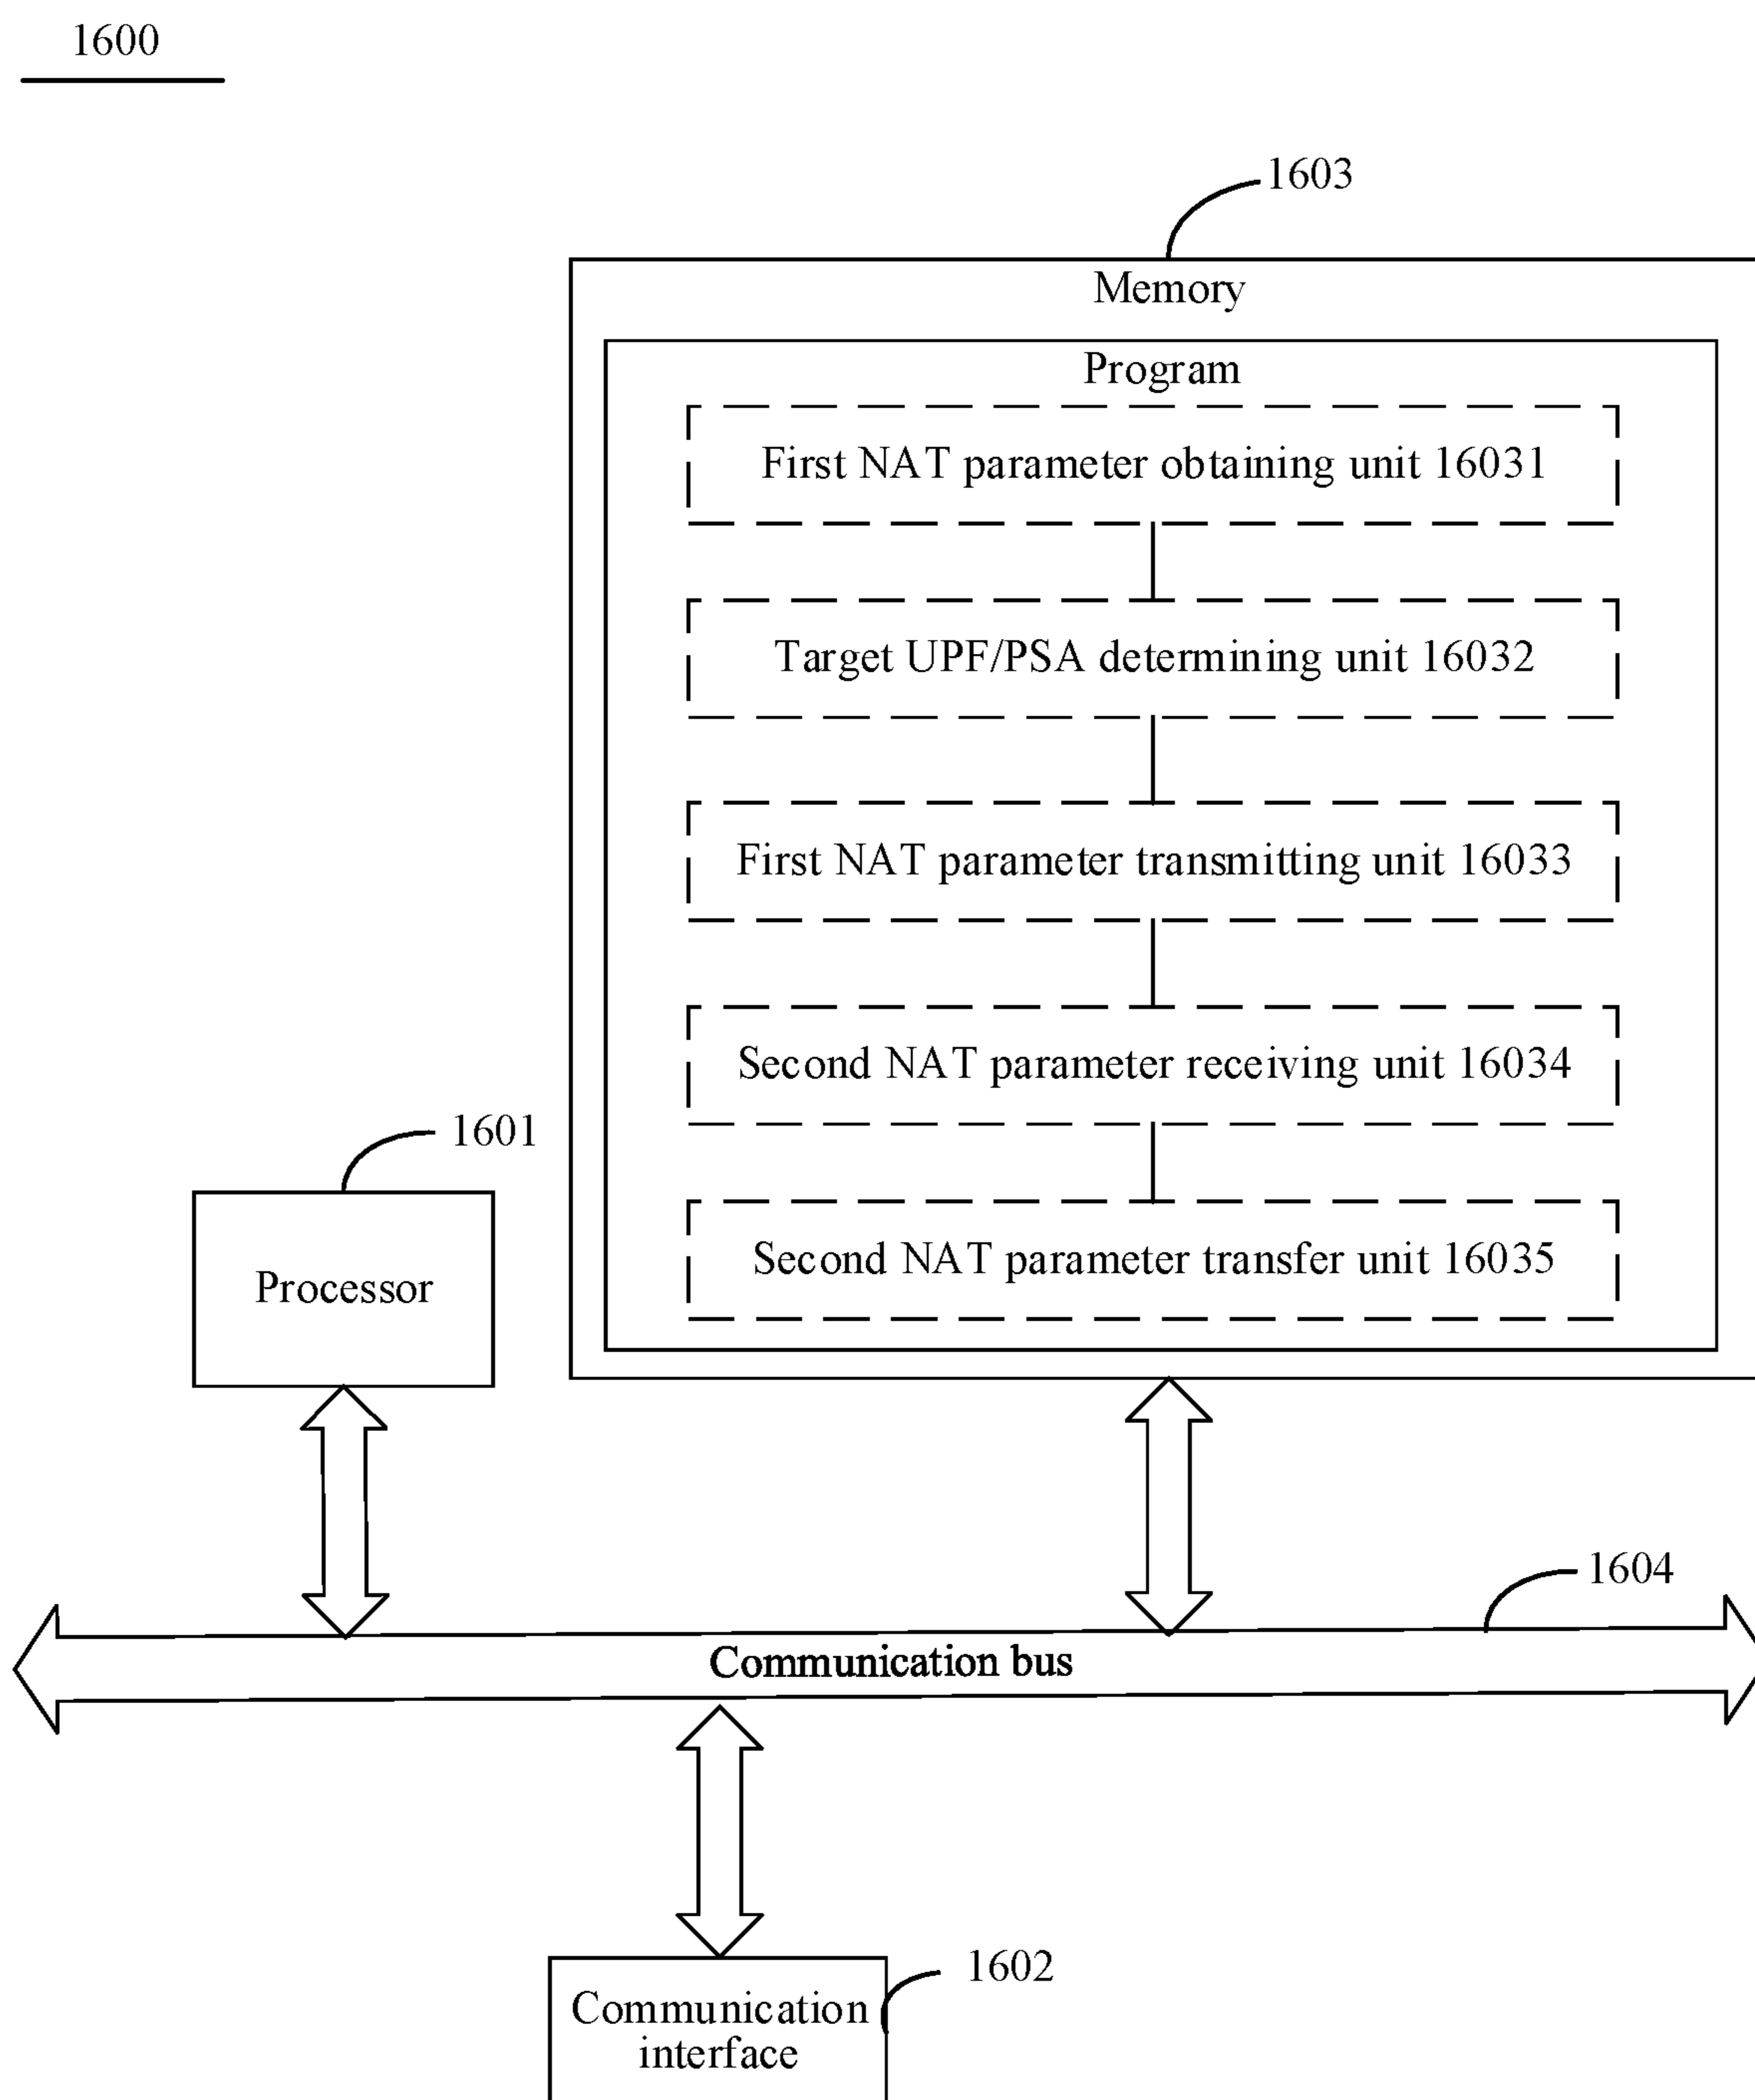 1600
1603
Memory
Program
First NAT parameter obtaining unit 16031
Target UPF/PSA determining unit 16032
First NAT parameter transmitting unit 16033
Second NAT parameter receiving unit 16034
1601
Second NAT parameter transfer unit 16035
Processor
1604
Communication bus
1602
Communication
interface